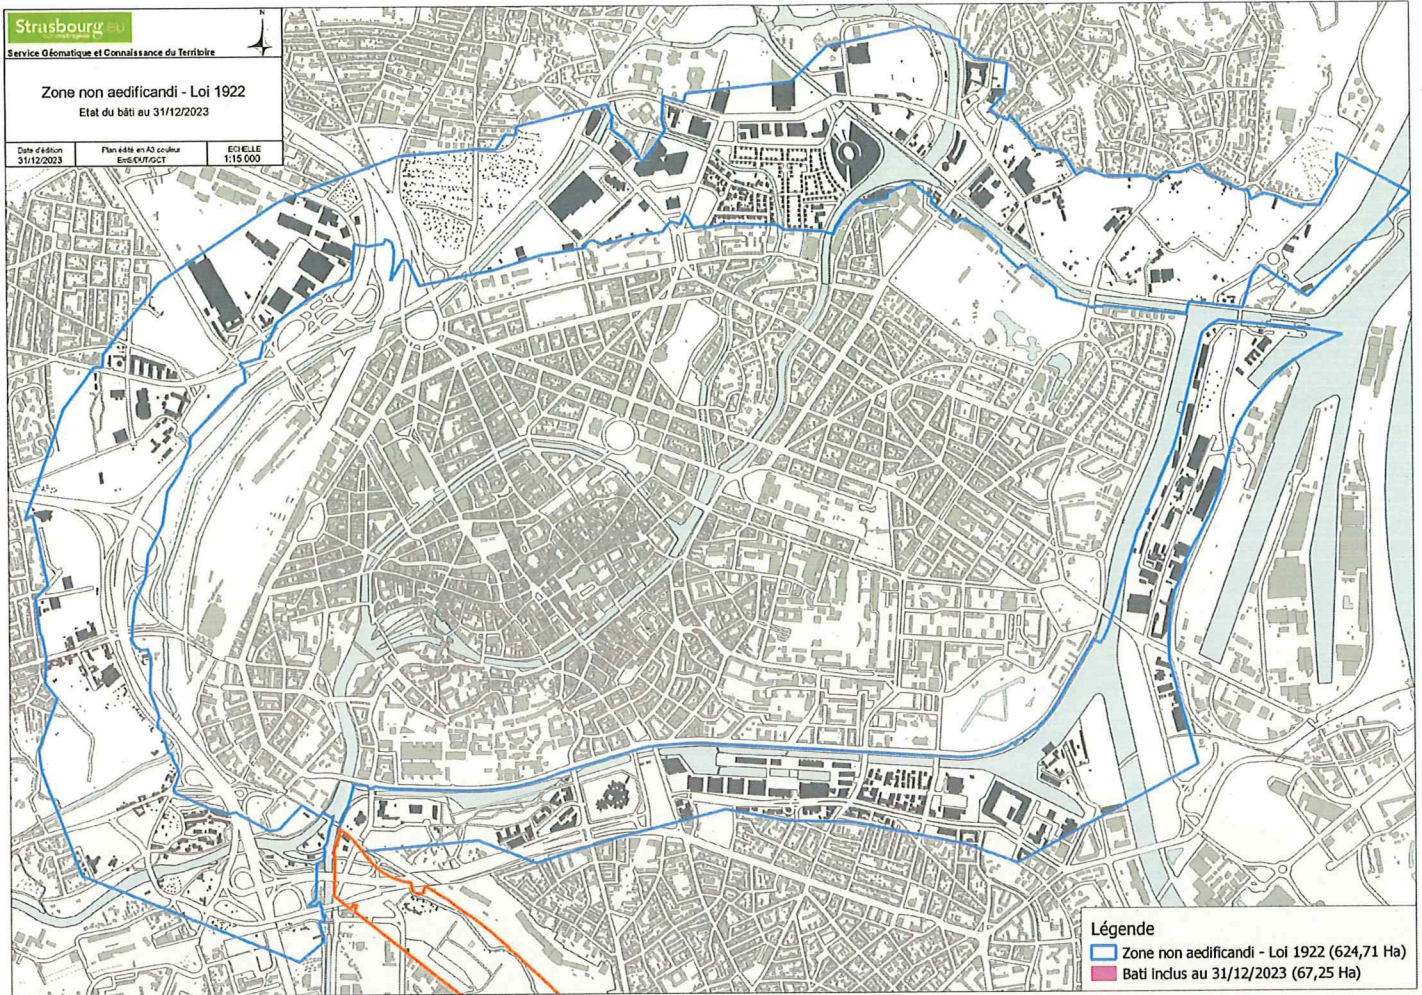 Strasbourg.eu
N
Service Géomatique et Connaissance du Territoire
Zone non aedificandi - Loi 1922
Etat du bâti au 31/12/2023
Date d'édition
31/12/2023
Plan édité en A3 couleur
EmS/DUT/GCT
ECHELLE
1:15 000
Légende
Zone non aedificandi - Loi 1922 (624,71 Ha)
Bati inclus au 31/12/2023 (67,25 Ha)